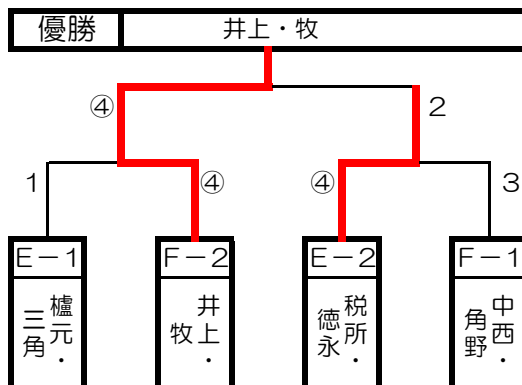 優勝 井上・牧
④ 2
1 ④ ④ 3
E－1 F－2 E－2 F－1
櫨元・三角
井上・牧
税所・徳永
中西・角野